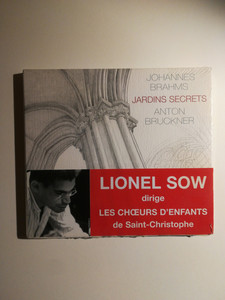 JOHANNES
BRAHMS
JARDINS SECRETS
ANTON
BRUCKNER
LIONEL SOW
dirige
LES CHŒURS D'ENFANTS
de Saint-Christophe